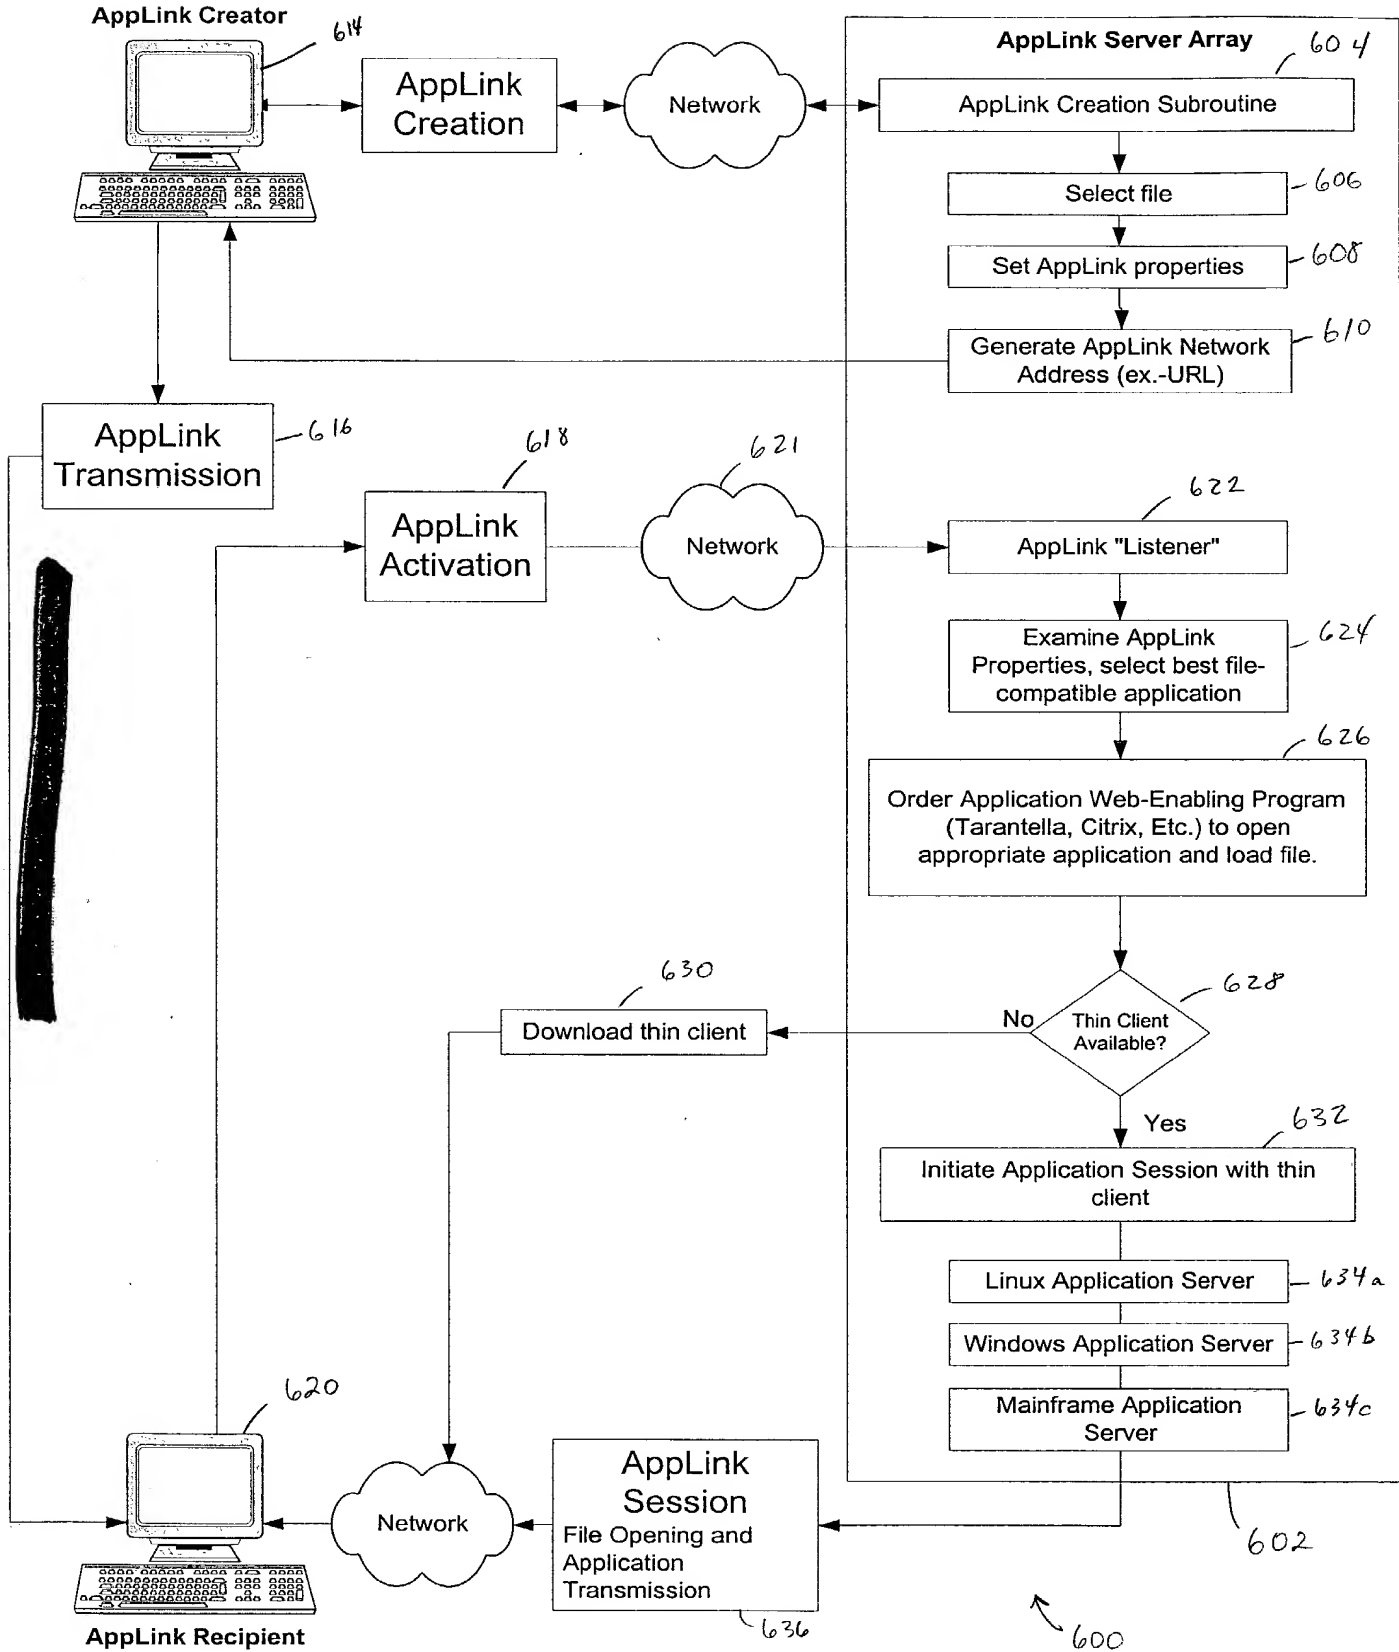 AppLink Creator
614
AppLink
Creation
Network
AppLink Server Array
604
AppLink Creation Subroutine
Select file
606
Set AppLink properties
608
Generate AppLink Network
Address (ex.-URL)
610
AppLink
Transmission
616
618
AppLink
Activation
621
Network
622
AppLink "Listener"
Examine AppLink
Properties, select best file-
compatible application
624
626
Order Application Web-Enabling Program
(Tarantella, Citrix, Etc.) to open
appropriate application and load file.
628
Thin Client
Available?
No
630
Download thin client
Yes
632
Initiate Application Session with thin
client
Linux Application Server
634a
Windows Application Server
634b
Mainframe Application
Server
634c
620
Network
AppLink
Session
File Opening and
Application
Transmission
636
602
AppLink Recipient
600